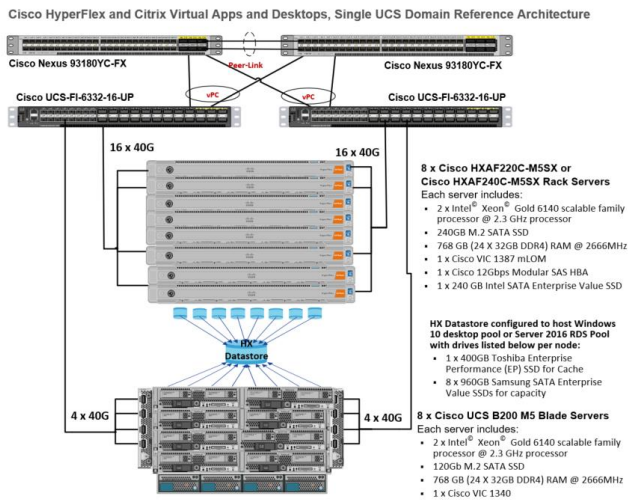 Cisco HyperFlex and Citrix Virtual Apps and Desktops, Single UCS Domain Reference Architecture
Cisco Nexus 93180YC-FX
Peer-Link
Cisco Nexus 93180YC-FX
Cisco UCS-FI-6332-16-UP
vPC
vPC
Cisco UCS-FI-6332-16-UP
16 x 40G
16 x 40G
8 x Cisco HXAF220C-M5SX or
Cisco HXAF240C-M5SX Rack Servers
Each server includes:
▪ 2 x Intel© Xeon© Gold 6140 scalable family
processor @ 2.3 GHz processor
▪ 240GB M.2 SATA SSD
▪ 768 GB (24 X 32GB DDR4) RAM @ 2666MHz
▪ 1 x Cisco VIC 1387 mLOM
▪ 1 x Cisco 12Gbps Modular SAS HBA
▪ 1 x 240 GB Intel SATA Enterprise Value SSD
HX Datastore configured to host Windows
10 desktop pool or Server 2016 RDS Pool
with drives listed below per node:
▪ 1 x 400GB Toshiba Enterprise
Performance (EP) SSD for Cache
▪ 8 x 960GB Samsung SATA Enterprise
Value SSDs for capacity
HX
Datastore
4 x 40G
4 x 40G
8 x Cisco UCS B200 M5 Blade Servers
Each server includes:
▪ 2 x Intel© Xeon© Gold 6140 scalable family
processor @ 2.3 GHz processor
▪ 120Gb M.2 SATA SSD
▪ 768 GB (24 X 32GB DDR4) RAM @ 2666MHz
▪ 1 x Cisco VIC 1340